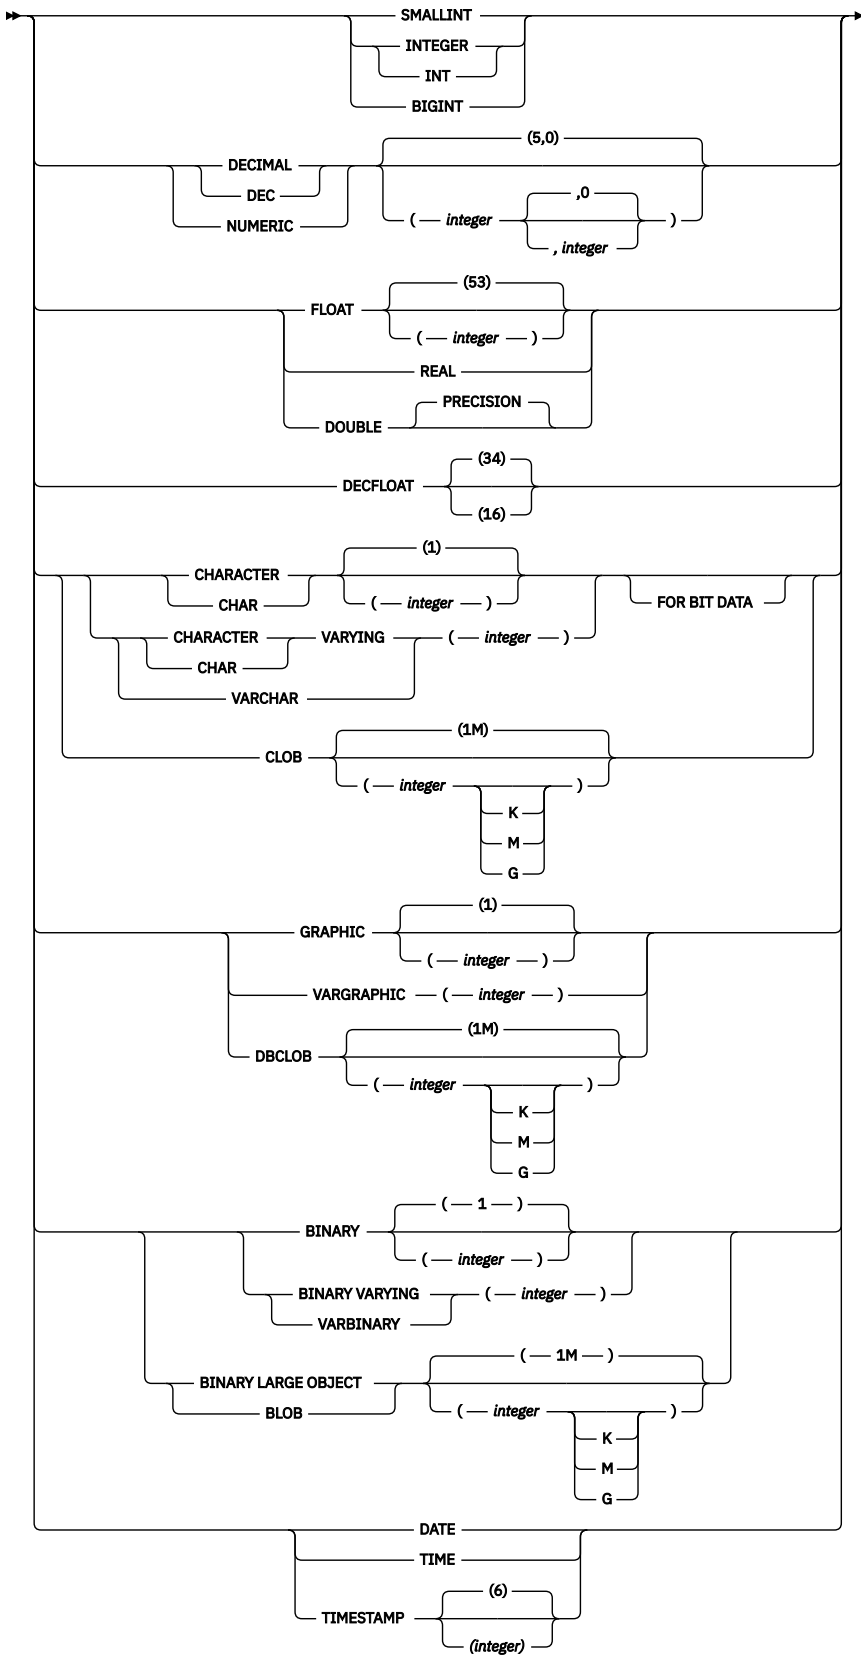 SMALLINT
INTEGER
INT
BIGINT
(5,0)
DECIMAL
DEC
,0
NUMERIC
( integer )
, integer
(53)
FLOAT
( integer )
REAL
PRECISION
DOUBLE
(34)
DECFLOAT
(16)
(1)
CHARACTER
CHAR
( integer )
FOR BIT DATA
CHARACTER VARYING ( integer )
CHAR
VARCHAR
(1M)
CLOB
( integer )
K
M
G
(1)
GRAPHIC
( integer )
VARGRAPHIC ( integer )
(1M)
DBCLOB
( integer )
K
M
G
( 1 )
BINARY
( integer )
BINARY VARYING ( integer )
VARBINARY
( 1M )
BINARY LARGE OBJECT
BLOB
( integer )
K
M
G
DATE
TIME
(6)
TIMESTAMP
(integer)